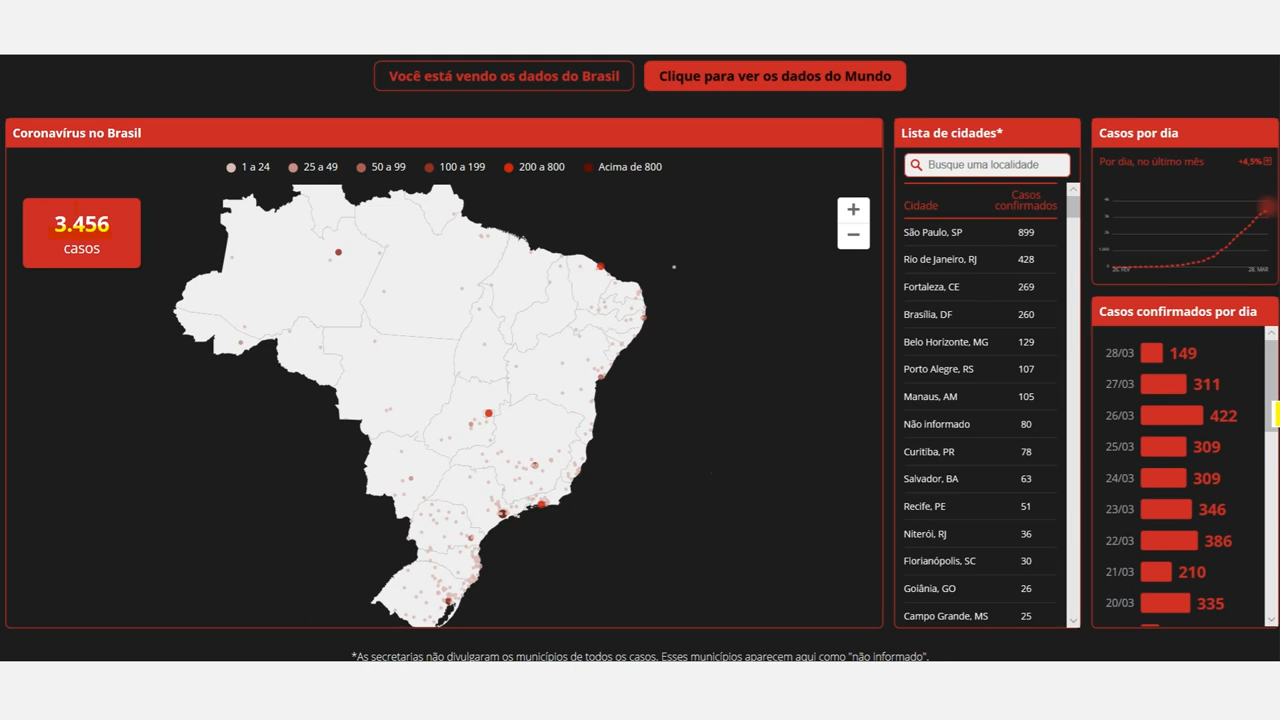 Você está vendo os dados do Brasil
Clique para ver os dados do Mundo
Coronavírus no Brasil
1 a 24
25 a 49
50 a 99
100 a 199
200 a 800
Acima de 800
3.456
casos
+
−
Lista de cidades*
Busque uma localidade
Cidade
Casos
confirmados
São Paulo, SP 899
Rio de Janeiro, RJ 428
Fortaleza, CE 269
Brasília, DF 260
Belo Horizonte, MG 129
Porto Alegre, RS 107
Manaus, AM 105
Não informado 80
Curitiba, PR 78
Salvador, BA 63
Recife, PE 51
Niterói, RJ 36
Florianópolis, SC 30
Goiânia, GO 26
Campo Grande, MS 25
Casos por dia
Por dia, no último mês +4,5%
28. MAR
Casos confirmados por dia
28/03 149
27/03 311
26/03 422
25/03 309
24/03 309
23/03 346
22/03 386
21/03 210
20/03 335
*As secretarias não divulgaram os municípios de todos os casos. Esses municípios aparecem aqui como "não informado".